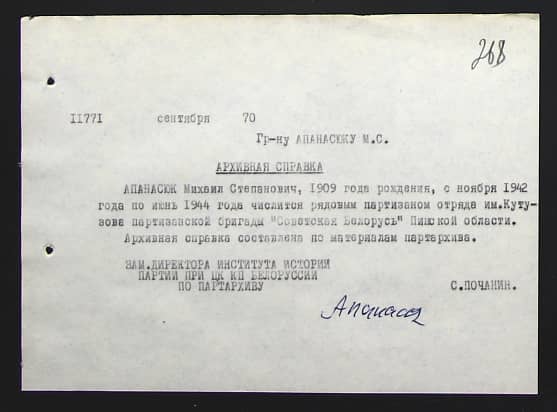 268
II77I сентября 70
Гр-ну АПАНАСЮКУ М.С.
АРХИВНАЯ СПРАВКА
АПАНАСЮК Михаил Степанович, 1909 года рождения, с ноября 1942
года по июнь 1944 года числится рядовым партизаном отряда им.Куту-
зова партизанской бригады "Советская Белорусь" Пинской области.
Архивная справка составлена по материалам партархива.
ЗАМ.ДИРЕКТОРА ИНСТИТУТА ИСТОРИИ
ПАРТИИ ПРИ ЦК КП БЕЛОРУССИИ
ПО ПАРТАРХИВУ С.ПОЧАНИН.